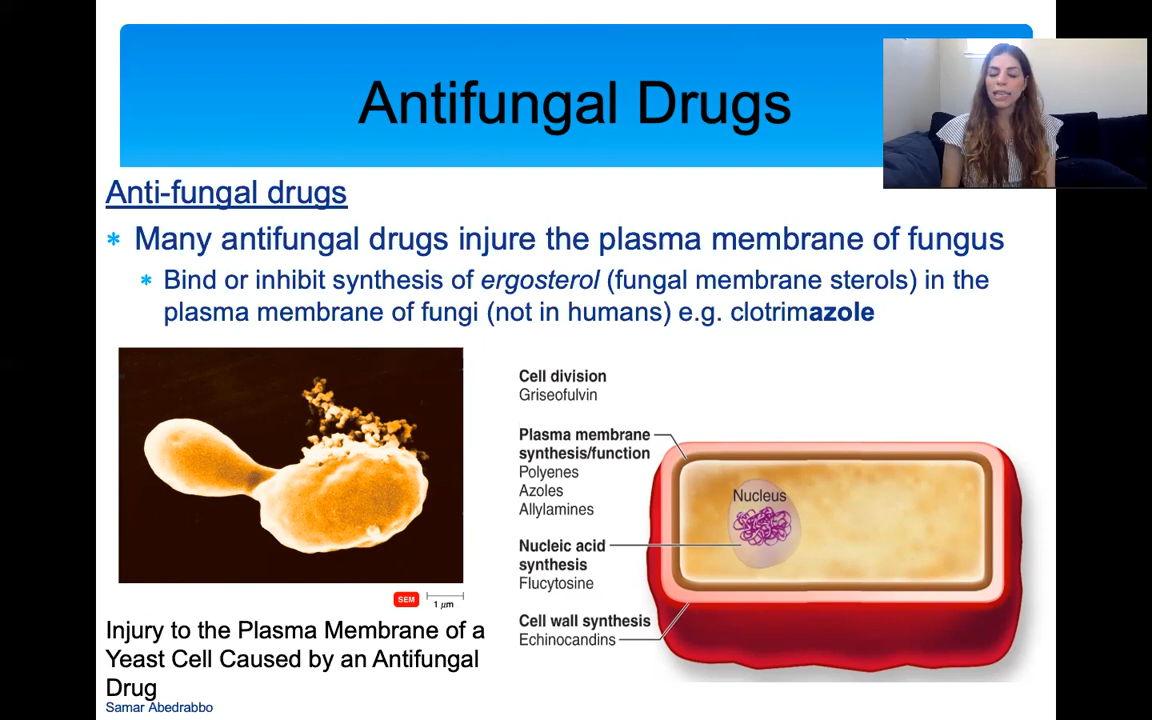 Antifungal Drugs
Anti-fungal drugs
* Many antifungal drugs injure the plasma membrane of fungus
* Bind or inhibit synthesis of ergosterol (fungal membrane sterols) in the
plasma membrane of fungi (not in humans) e.g. clotrimazole
Cell division
Griseofulvin
Plasma membrane
synthesis/function
Polyenes
Azoles
Allylamines
Nucleus
Nucleic acid
synthesis
Flucytosine
Cell wall synthesis
Echinocandins
SEM
1 µm
Injury to the Plasma Membrane of a
Yeast Cell Caused by an Antifungal
Drug
Samar Abedrabbo